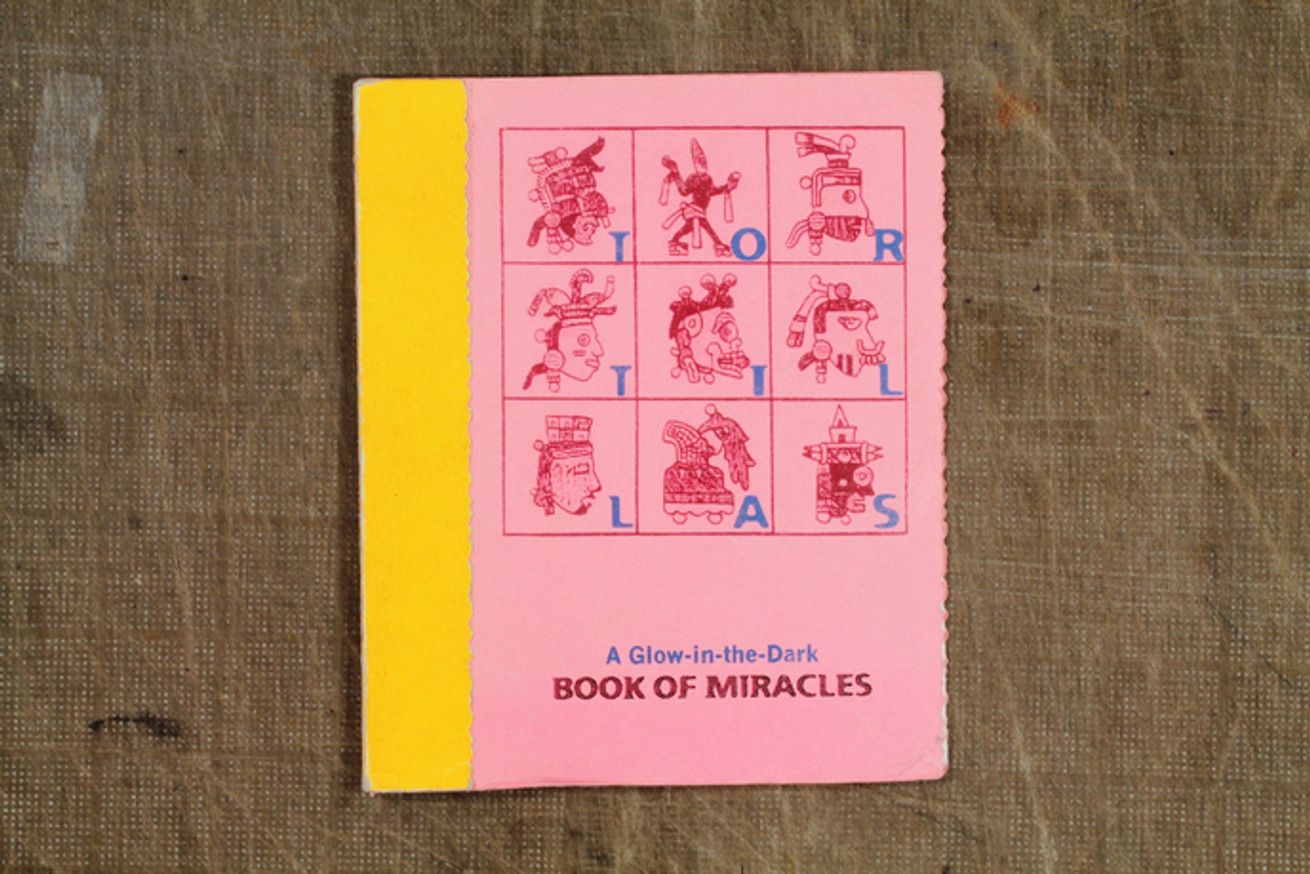 T O R
T I L
L A S
A Glow-in-the-Dark
BOOK OF MIRACLES